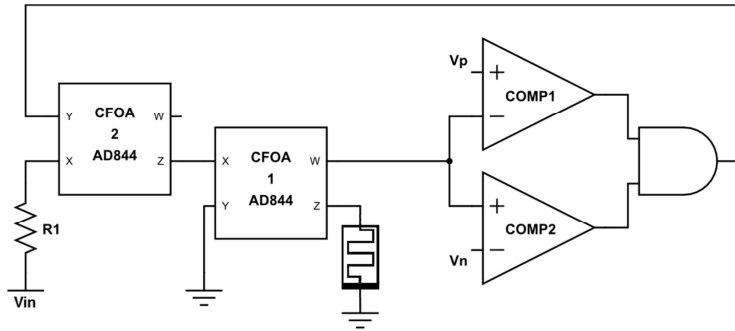 Vp
COMP1
Y
CFOA
2
AD844
W
X
Z
R1
Vin
X
CFOA
1
AD844
W
Y
Z
COMP2
Vn